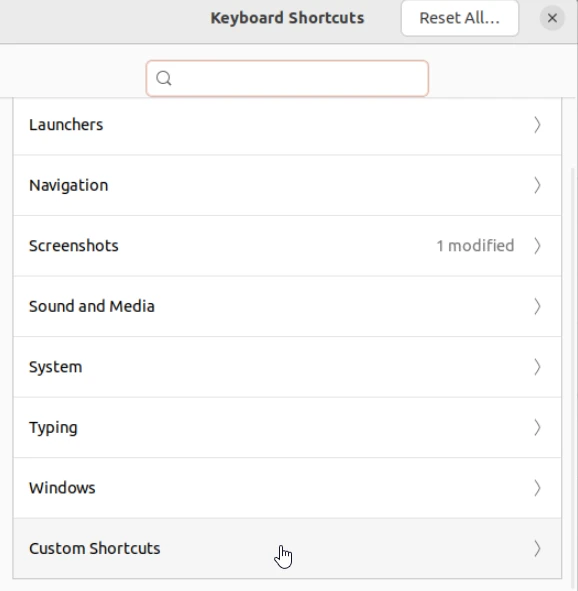 Keyboard Shortcuts
Reset All...
Launchers
Navigation
Screenshots 1 modified
Sound and Media
System
Typing
Windows
Custom Shortcuts